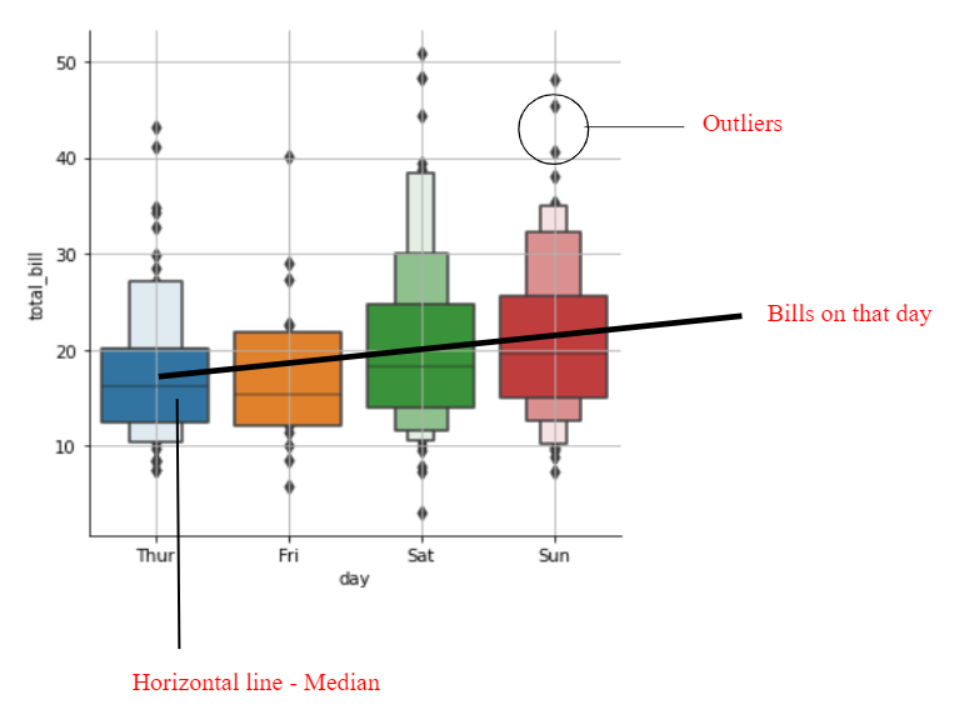 50
Outliers
40
30
total_bill
Bills on that day
20
10
Thur
Fri
Sat
Sun
day
Horizontal line - Median